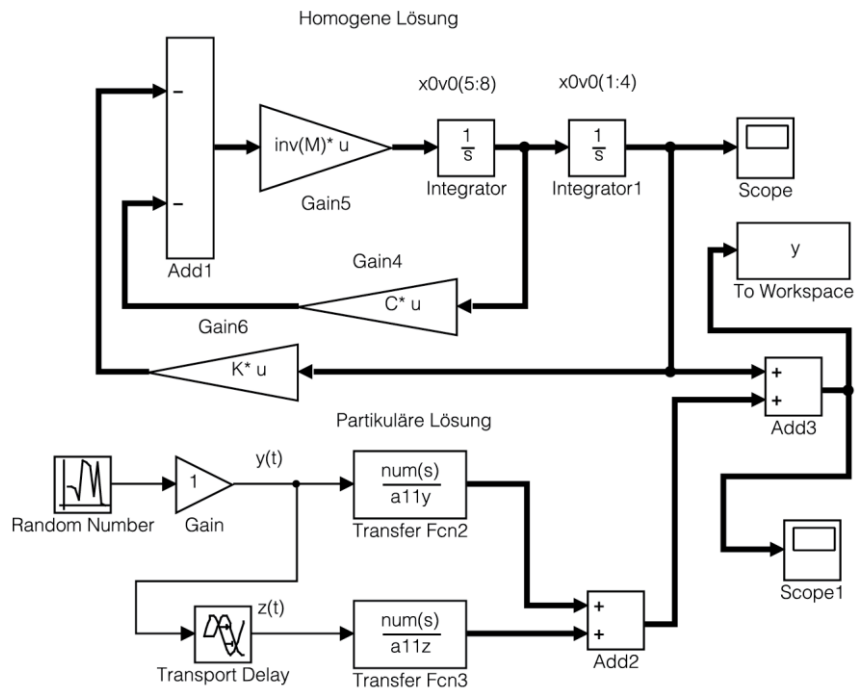 Homogene Lösung
x0v0(5:8)
x0v0(1:4)
−
−
Add1
inv(M)* u
Gain5
1
s
Integrator
1
s
Integrator1
Scope
y
To Workspace
Gain4
C* u
Gain6
K* u
+
+
Add3
Partikuläre Lösung
Random Number
1
Gain
y(t)
num(s)
a11y
Transfer Fcn2
Scope1
z(t)
Transport Delay
num(s)
a11z
Transfer Fcn3
+
+
Add2